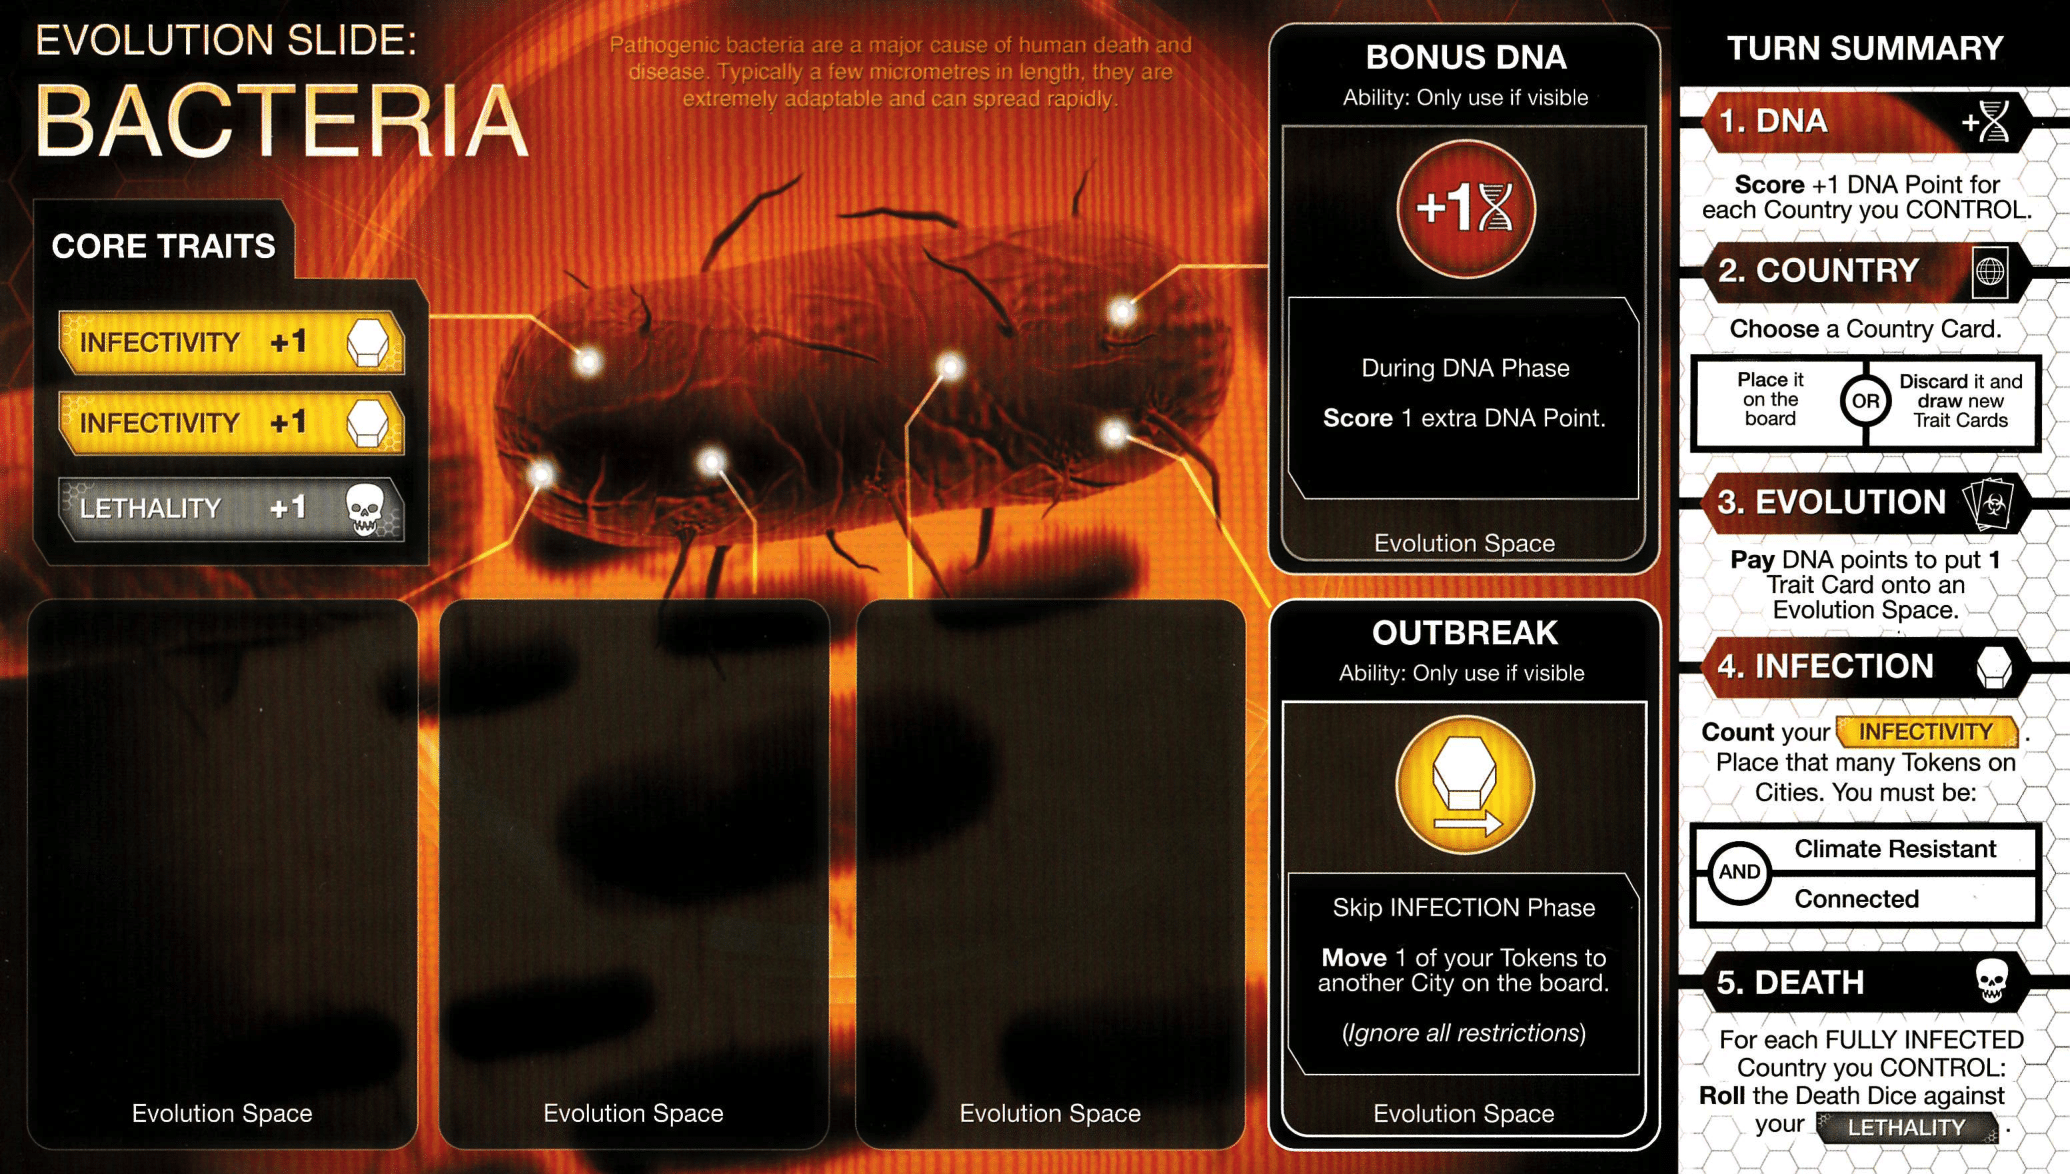 EVOLUTION SLIDE:
BACTERIA
Pathogenic bacteria are a major cause of human death and
disease. Typically a few micrometres in length, they are
extremely adaptable and can spread rapidly.
CORE TRAITS
INFECTIVITY +1
INFECTIVITY +1
LETHALITY +1
Evolution Space
Evolution Space
Evolution Space
BONUS DNA
Ability: Only use if visible
+1
During DNA Phase
Score 1 extra DNA Point.
Evolution Space
OUTBREAK
Ability: Only use if visible
Skip INFECTION Phase
Move 1 of your Tokens to
another City on the board.
(Ignore all restrictions)
Evolution Space
TURN SUMMARY
1. DNA +
Score +1 DNA Point for
each Country you CONTROL.
2. COUNTRY
Choose a Country Card.
Place it
on the
board
OR
Discard it and
draw new
Trait Cards
3. EVOLUTION
Pay DNA points to put 1
Trait Card onto an
Evolution Space.
4. INFECTION
Count your INFECTIVITY .
Place that many Tokens on
Cities. You must be:
AND
Climate Resistant
Connected
5. DEATH
For each FULLY INFECTED
Country you CONTROL:
Roll the Death Dice against
your LETHALITY .